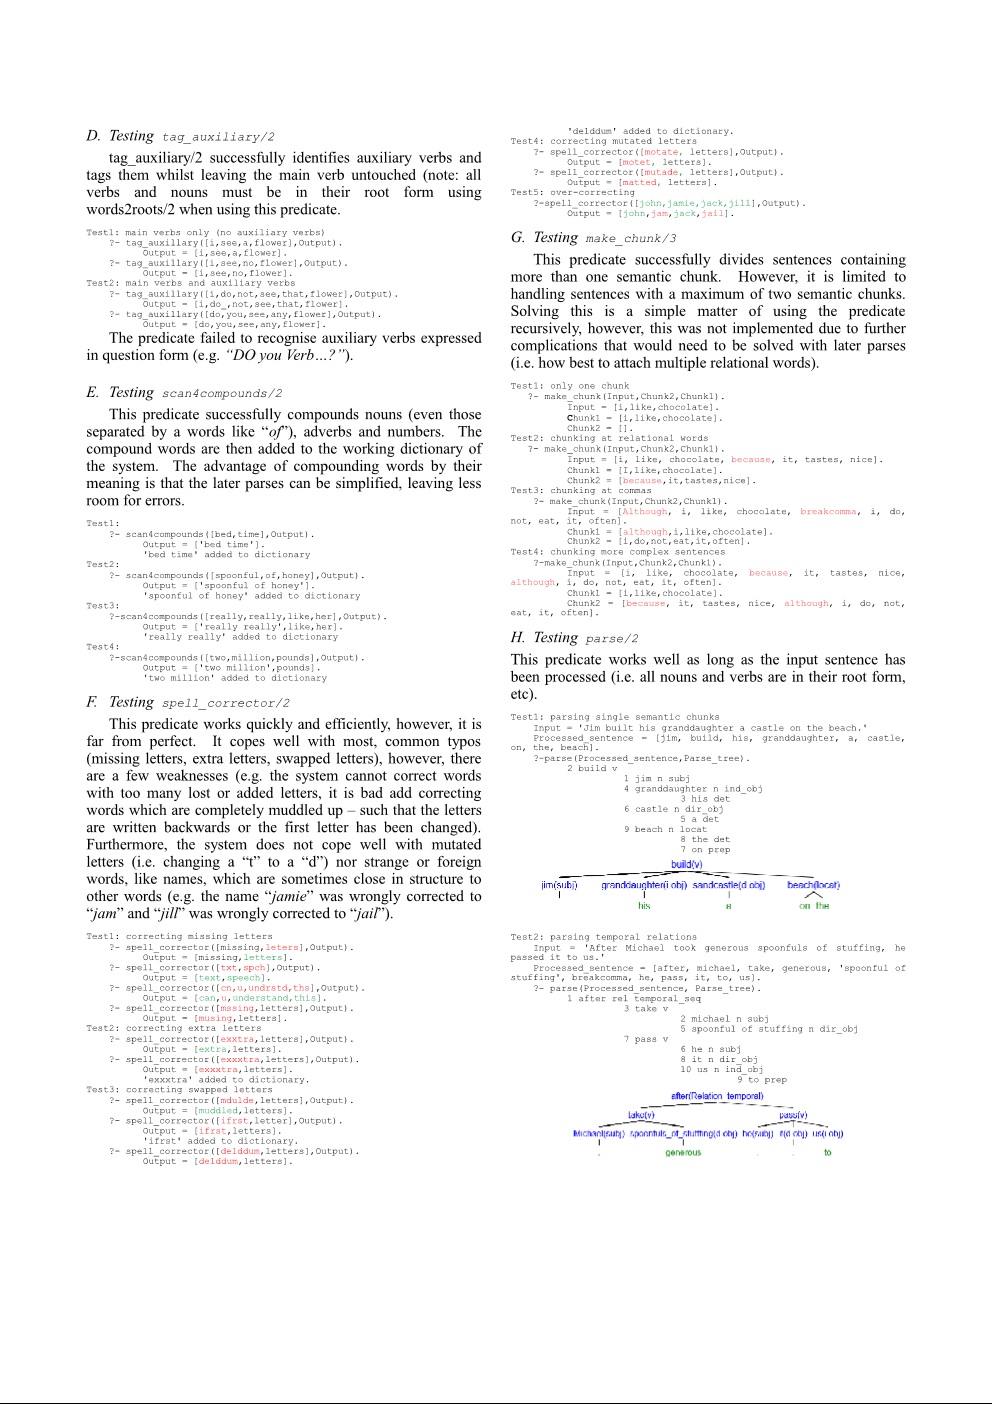 D. Testing tag_auxiliary/2
tag_auxiliary/2 successfully identifies auxiliary verbs and
tags them whilst leaving the main verb untouched (note: all
verbs and nouns must be in their root form using
words2roots/2 when using this predicate.
Test1: main verbs only (no auxiliary verbs)
?- tag_auxillary([i,see,a,flower],Output).
Output = [i,see,a,flower].
?- tag_auxillary([i,see,no,flower],Output).
Output = [i,see,no,flower].
Test2: main verbs and auxiliary verbs
?- tag_auxillary([i,do,not,see,that,flower],Output).
Output = [i,do_,not,see,that,flower].
?- tag_auxillary([do,you,see,any,flower],Output).
Output = [do,you,see,any,flower].
The predicate failed to recognise auxiliary verbs expressed
in question form (e.g. “DO you Verb…?”).
E. Testing scan4compounds/2
This predicate successfully compounds nouns (even those
separated by a words like “of”), adverbs and numbers. The
compound words are then added to the working dictionary of
the system. The advantage of compounding words by their
meaning is that the later parses can be simplified, leaving less
room for errors.
Test1:
?- scan4compounds([bed,time],Output).
Output = ['bed time'].
'bed time' added to dictionary
Test2:
?- scan4compounds([spoonful,of,honey],Output).
Output = ['spoonful of honey'].
'spoonful of honey' added to dictionary
Test3:
?-scan4compounds([really,really,like,her],Output).
Output = ['really really',like,her].
'really really' added to dictionary
Test4:
?-scan4compounds([two,million,pounds],Output).
Output = ['two million',pounds].
'two million' added to dictionary
F. Testing spell_corrector/2
This predicate works quickly and efficiently, however, it is
far from perfect. It copes well with most, common typos
(missing letters, extra letters, swapped letters), however, there
are a few weaknesses (e.g. the system cannot correct words
with too many lost or added letters, it is bad add correcting
words which are completely muddled up – such that the letters
are written backwards or the first letter has been changed).
Furthermore, the system does not cope well with mutated
letters (i.e. changing a “t” to a “d”) nor strange or foreign
words, like names, which are sometimes close in structure to
other words (e.g. the name “jamie” was wrongly corrected to
“jam” and “jill” was wrongly corrected to “jail”).
Test1: correcting missing letters
?- spell_corrector([missing,leters],Output).
Output = [missing,letters].
?- spell_corrector([txt,spch],Output).
Output = [text,speech].
?- spell_corrector([cn,u,undrstd,ths],Output).
Output = [can,u,understand,this].
?- spell_corrector([mssing,letters],Output).
Output = [musing,letters].
Test2: correcting extra letters
?- spell_corrector([exxtra,letters],Output).
Output = [extra,letters].
?- spell_corrector([exxxtra,letters],Output).
Output = [exxxtra,letters].
'exxxtra' added to dictionary.
Test3: correcting swapped letters
?- spell_corrector([mdulde,letters],Output).
Output = [muddled,letters].
?- spell_corrector([ifrst,letter],Output).
Output = [ifrst,letters].
'ifrst' added to dictionary.
?- spell_corrector([delddum,letters],Output).
Output = [delddum,letters].
'delddum' added to dictionary.
Test4: correcting mutated letters
?- spell_corrector([motate, letters],Output).
Output = [motet, letters].
?- spell_corrector([mutade, letters],Output).
Output = [matted, letters].
Test5: over-correcting
?-spell_corrector([john,jamie,jack,jill],Output).
Output = [john,jam,jack,jail].
G. Testing make_chunk/3
This predicate successfully divides sentences containing
more than one semantic chunk. However, it is limited to
handling sentences with a maximum of two semantic chunks.
Solving this is a simple matter of using the predicate
recursively, however, this was not implemented due to further
complications that would need to be solved with later parses
(i.e. how best to attach multiple relational words).
Test1: only one chunk
?- make_chunk(Input,Chunk2,Chunk1).
Input = [i,like,chocolate].
Chunk1 = [i,like,chocolate].
Chunk2 = [].
Test2: chunking at relational words
?- make_chunk(Input,Chunk2,Chunk1).
Input = [i, like, chocolate, because, it, tastes, nice].
Chunk1 = [I,like,chocolate].
Chunk2 = [because,it,tastes,nice].
Test3: chunking at commas
?- make_chunk(Input,Chunk2,Chunk1).
Input = [Although, i, like, chocolate, breakcomma, i, do,
not, eat, it, often].
Chunk1 = [although,i,like,chocolate].
Chunk2 = [i,do,not,eat,it,often].
Test4: chunking more complex sentences
?-make_chunk(Input,Chunk2,Chunk1).
Input = [i, like, chocolate, because, it, tastes, nice,
although, i, do, not, eat, it, often].
Chunk1 = [i,like,chocolate].
Chunk2 = [because, it, tastes, nice, although, i, do, not,
eat, it, often].
H. Testing parse/2
This predicate works well as long as the input sentence has
been processed (i.e. all nouns and verbs are in their root form,
etc).
Test1: parsing single semantic chunks
Input = 'Jim built his granddaughter a castle on the beach.'
Processed_sentence = [jim, build, his, granddaughter, a, castle,
on, the, beach].
?-parse(Processed_sentence,Parse_tree).
2 build v
1 jim n subj
4 granddaughter n ind_obj
3 his det
6 castle n dir_obj
5 a det
9 beach n locat
8 the det
7 on prep
build(v)
jim(subj) granddaughter(i obj) sandcastle(d obj) beach(locat)
his a on the
Test2: parsing temporal relations
Input = 'After Michael took generous spoonfuls of stuffing, he
passed it to us.'
Processed_sentence = [after, michael, take, generous, 'spoonful of
stuffing', breakcomma, he, pass, it, to, us].
?- parse(Processed_sentence, Parse_tree).
1 after rel temporal_seq
3 take v
2 michael n subj
5 spoonful of stuffing n dir_obj
7 pass v
6 he n subj
8 it n dir_obj
10 us n ind_obj
9 to prep
after(Relation temporal)
take(v) pass(v)
Michael(subj) spoonfuls_of_stuffing(d obj) he(subj) it(d obj) us(i obj)
generous to